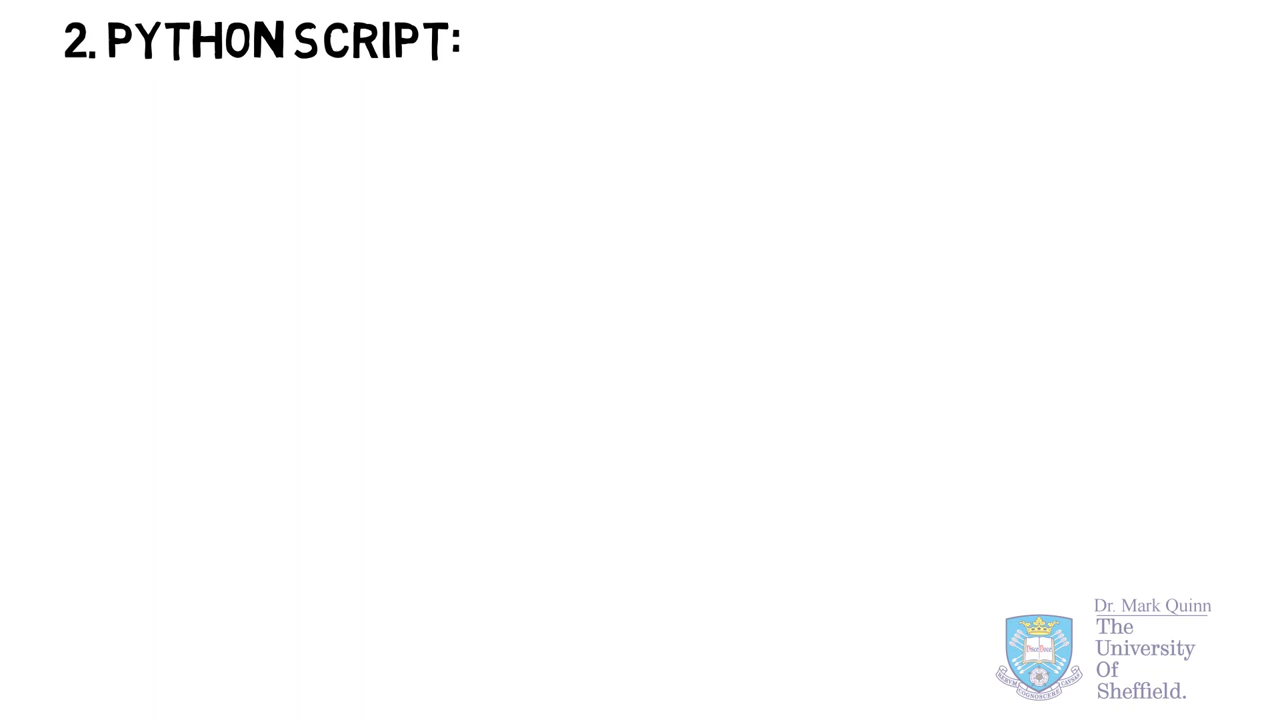 2. PYTHON SCRIPT:
Dr. Mark Quinn
The
University
Of
Sheffield.